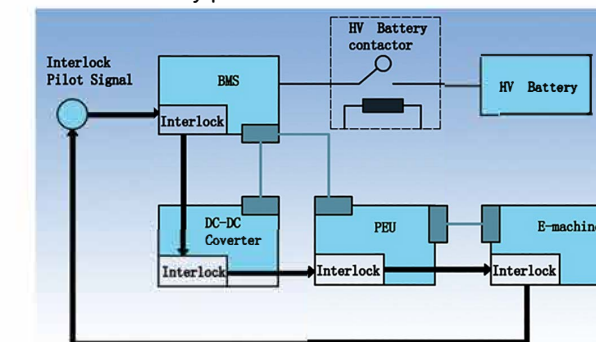 HV Battery
contactor
Interlock
Pilot Signal
BMS
HV Battery
Interlock
DC-DC
Coverter
PEU
E-machin
Interlock
Interlock
Interlock